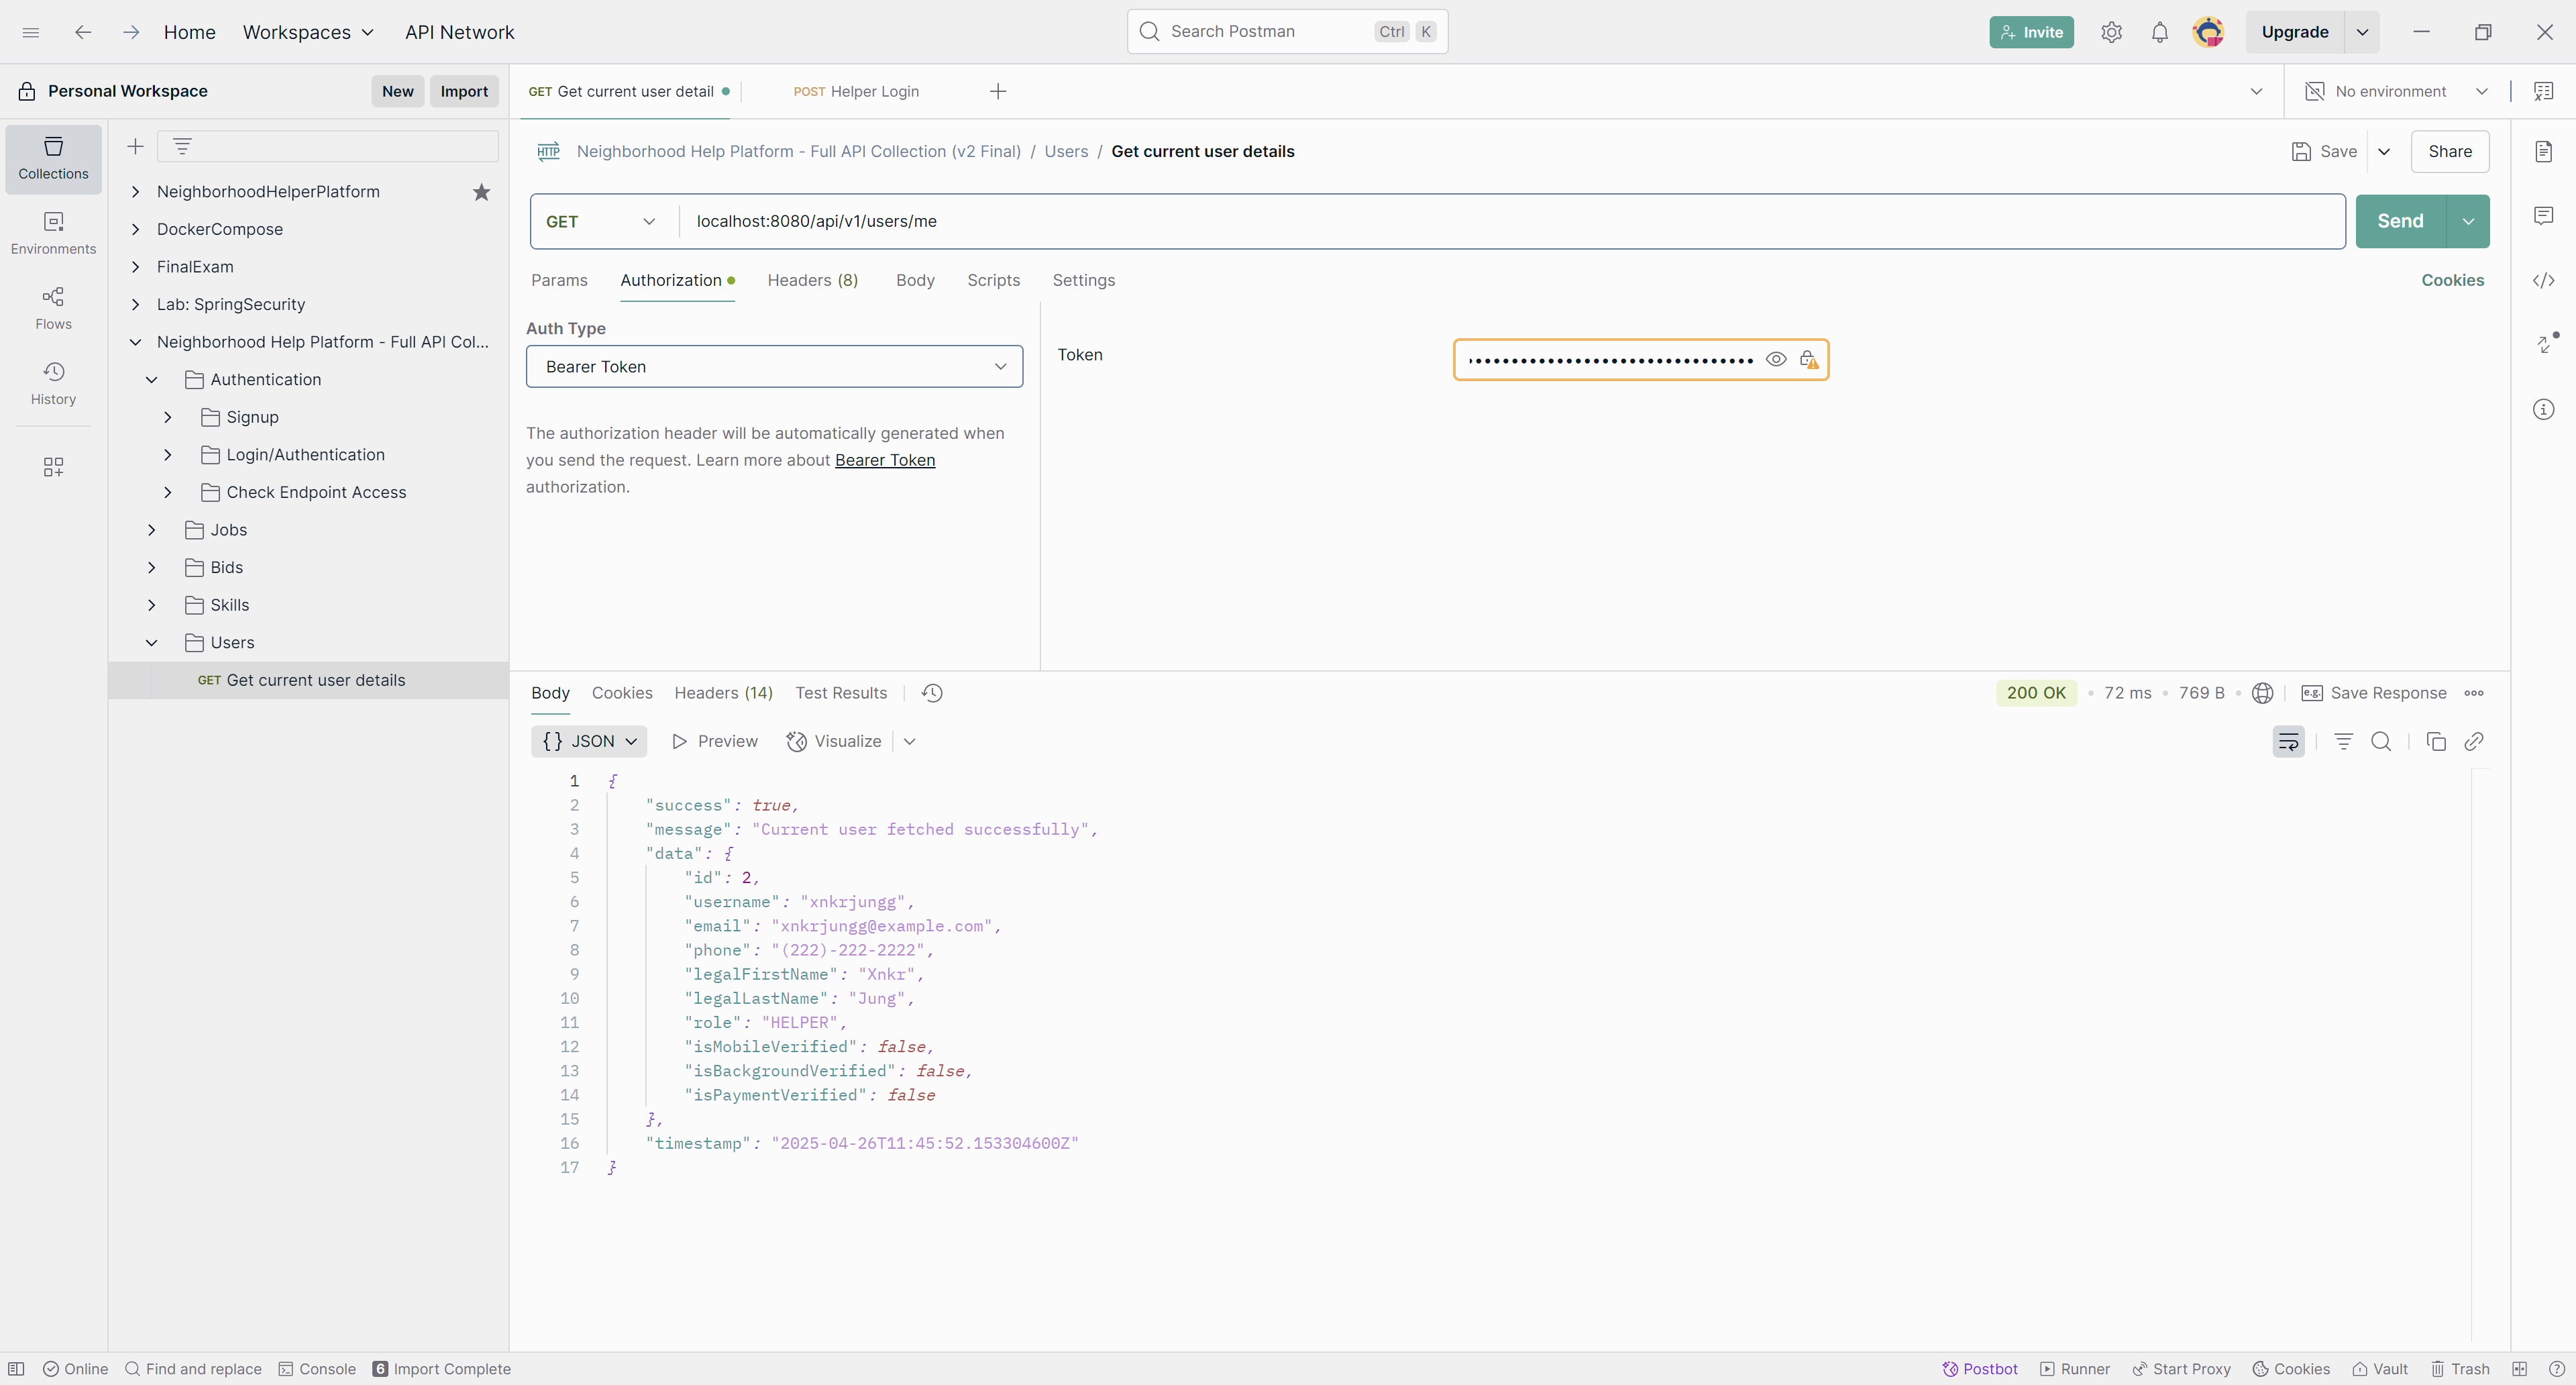 Home Workspaces API Network Search Postman Ctrl K Invite Upgrade
Personal Workspace New Import GET Get current user detail POST Helper Login No environment
Collections
Environments
Flows
History
NeighborhoodHelperPlatform
DockerCompose
FinalExam
Lab: SpringSecurity
Neighborhood Help Platform - Full API Col...
Authentication
Signup
Login/Authentication
Check Endpoint Access
Jobs
Bids
Skills
Users
GET Get current user details
HTTP Neighborhood Help Platform - Full API Collection (v2 Final) / Users / Get current user details Save Share
GET localhost:8080/api/v1/users/me Send
Params Authorization Headers (8) Body Scripts Settings Cookies
Auth Type
Bearer Token
The authorization header will be automatically generated when
you send the request. Learn more about Bearer Token
authorization.
Token
Body Cookies Headers (14) Test Results 200 OK • 72 ms • 769 B • e.g. Save Response
{} JSON Preview Visualize
1 {
2 "success": true,
3 "message": "Current user fetched successfully",
4 "data": {
5 "id": 2,
6 "username": "xnkrjungg",
7 "email": "xnkrjungg@example.com",
8 "phone": "(222)-222-2222",
9 "legalFirstName": "Xnkr",
10 "legalLastName": "Jung",
11 "role": "HELPER",
12 "isMobileVerified": false,
13 "isBackgroundVerified": false,
14 "isPaymentVerified": false
15 },
16 "timestamp": "2025-04-26T11:45:52.153304600Z"
17 }
Online Find and replace Console 6 Import Complete Postbot Runner Start Proxy Cookies Vault Trash